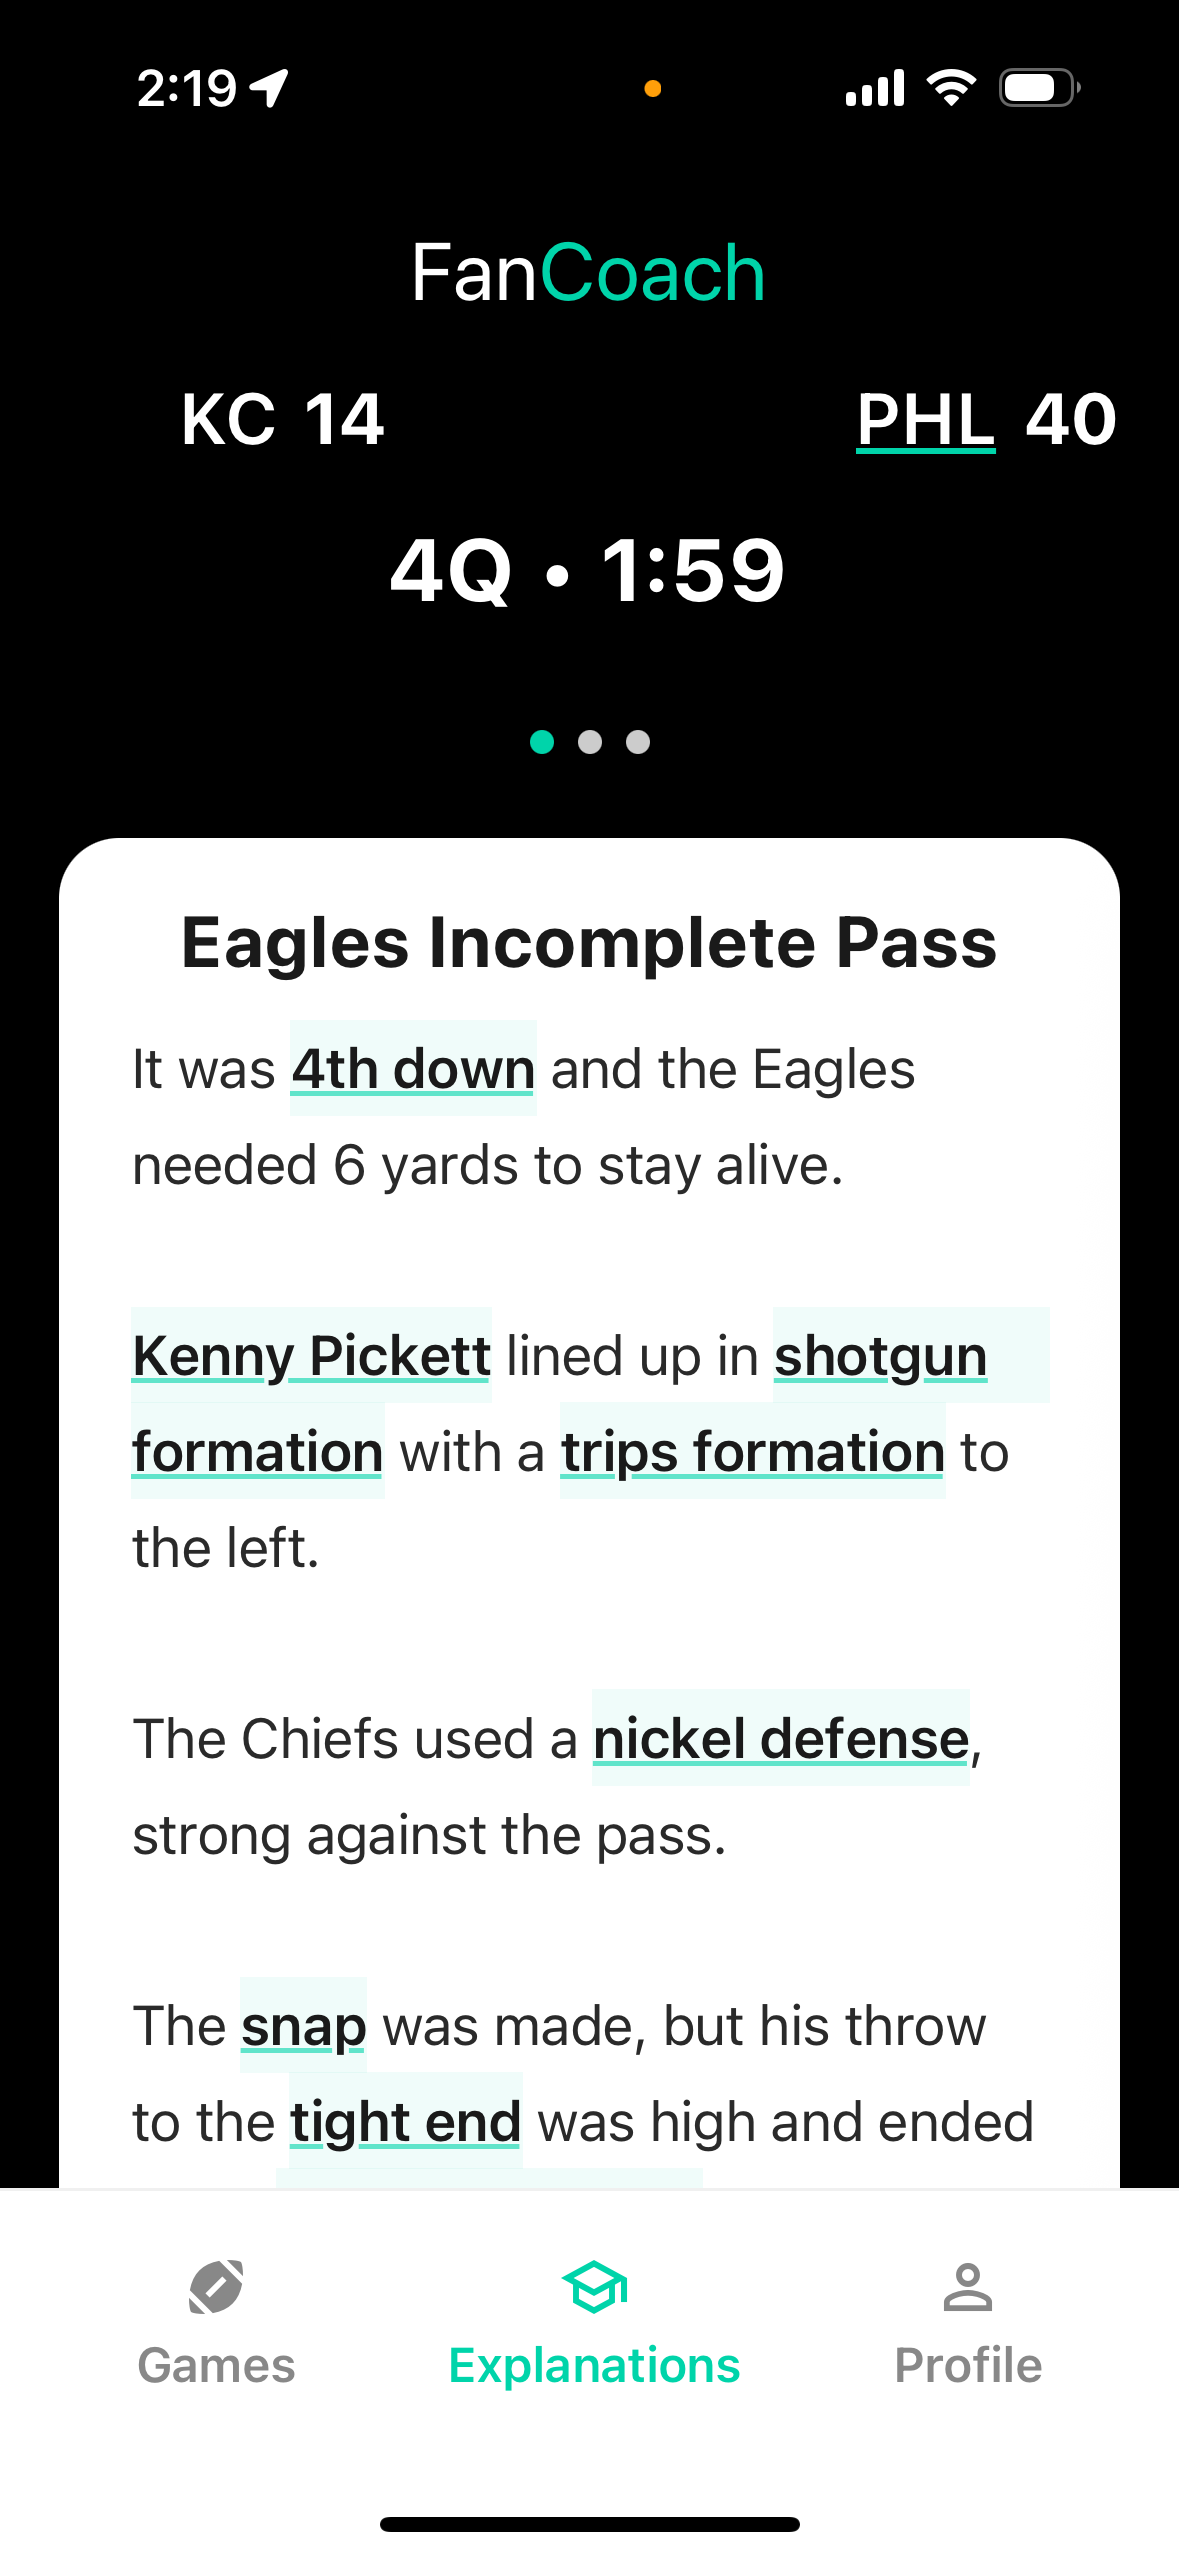 2:19
FanCoach
KC 14 PHL 40
4Q • 1:59
Eagles Incomplete Pass
It was 4th down and the Eagles
needed 6 yards to stay alive.
Kenny Pickett lined up in shotgun
formation with a trips formation to
the left.
The Chiefs used a nickel defense,
strong against the pass.
The snap was made, but his throw
to the tight end was high and ended
Games Explanations Profile